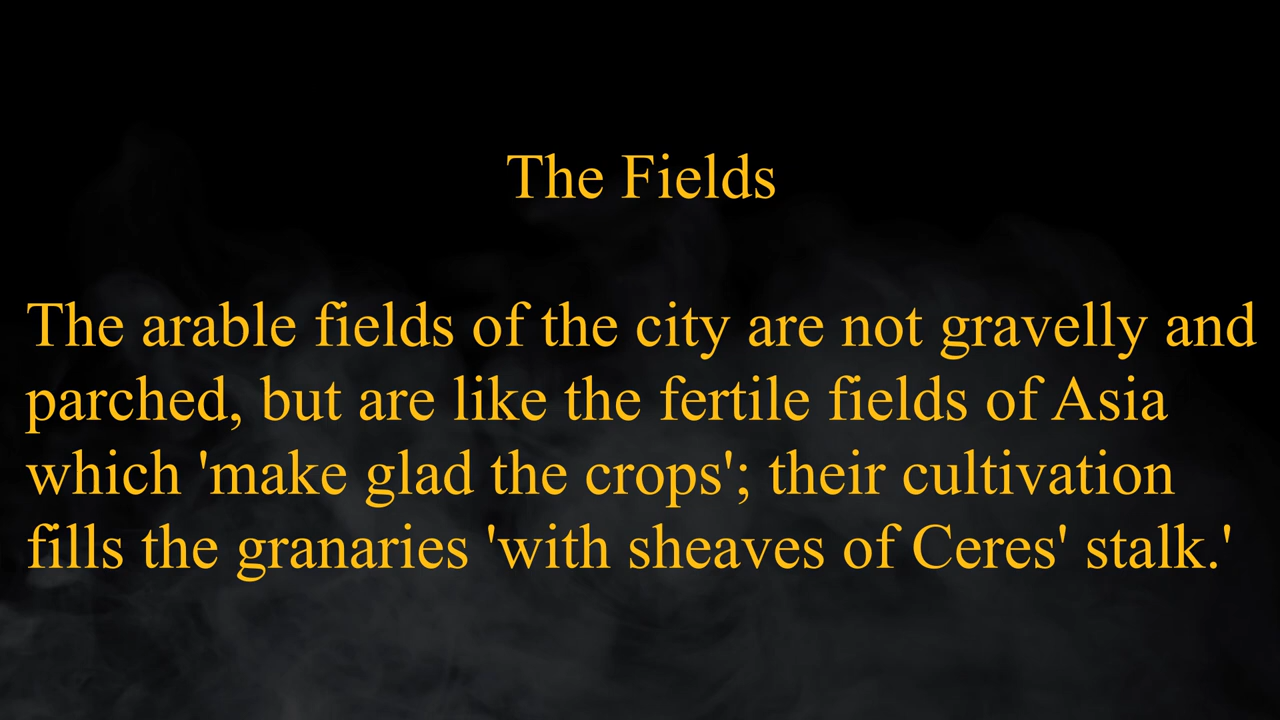 The Fields
The arable fields of the city are not gravelly and
parched, but are like the fertile fields of Asia
which 'make glad the crops'; their cultivation
fills the granaries 'with sheaves of Ceres' stalk.'